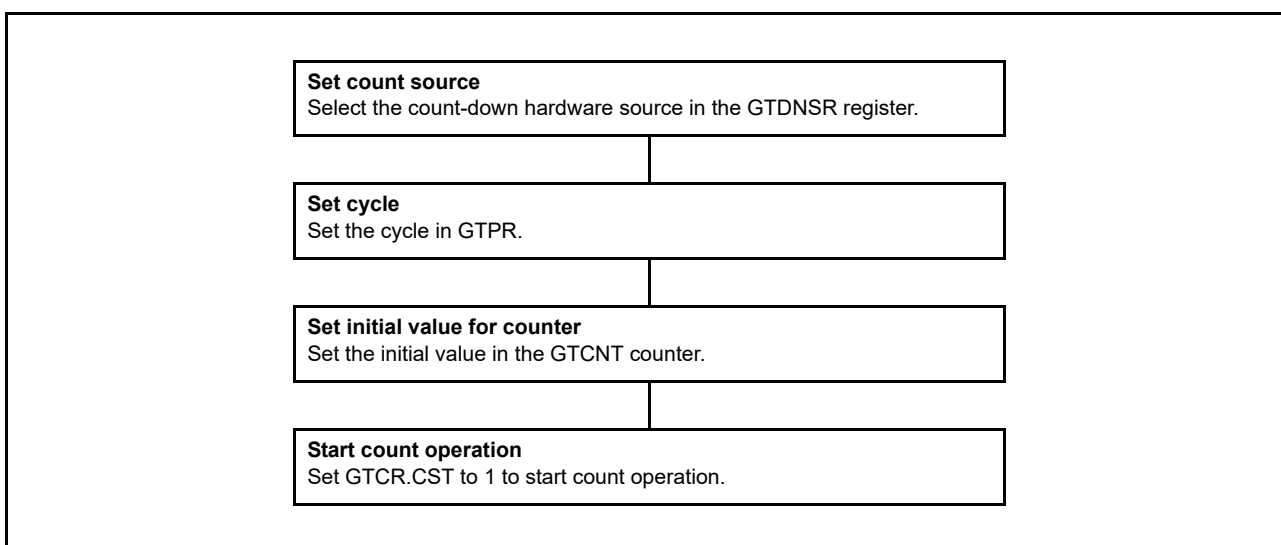 Set count source
Select the count-down hardware source in the GTDNSR register.
Set cycle
Set the cycle in GTPR.
Set initial value for counter
Set the initial value in the GTCNT counter.
Start count operation
Set GTCR.CST to 1 to start count operation.